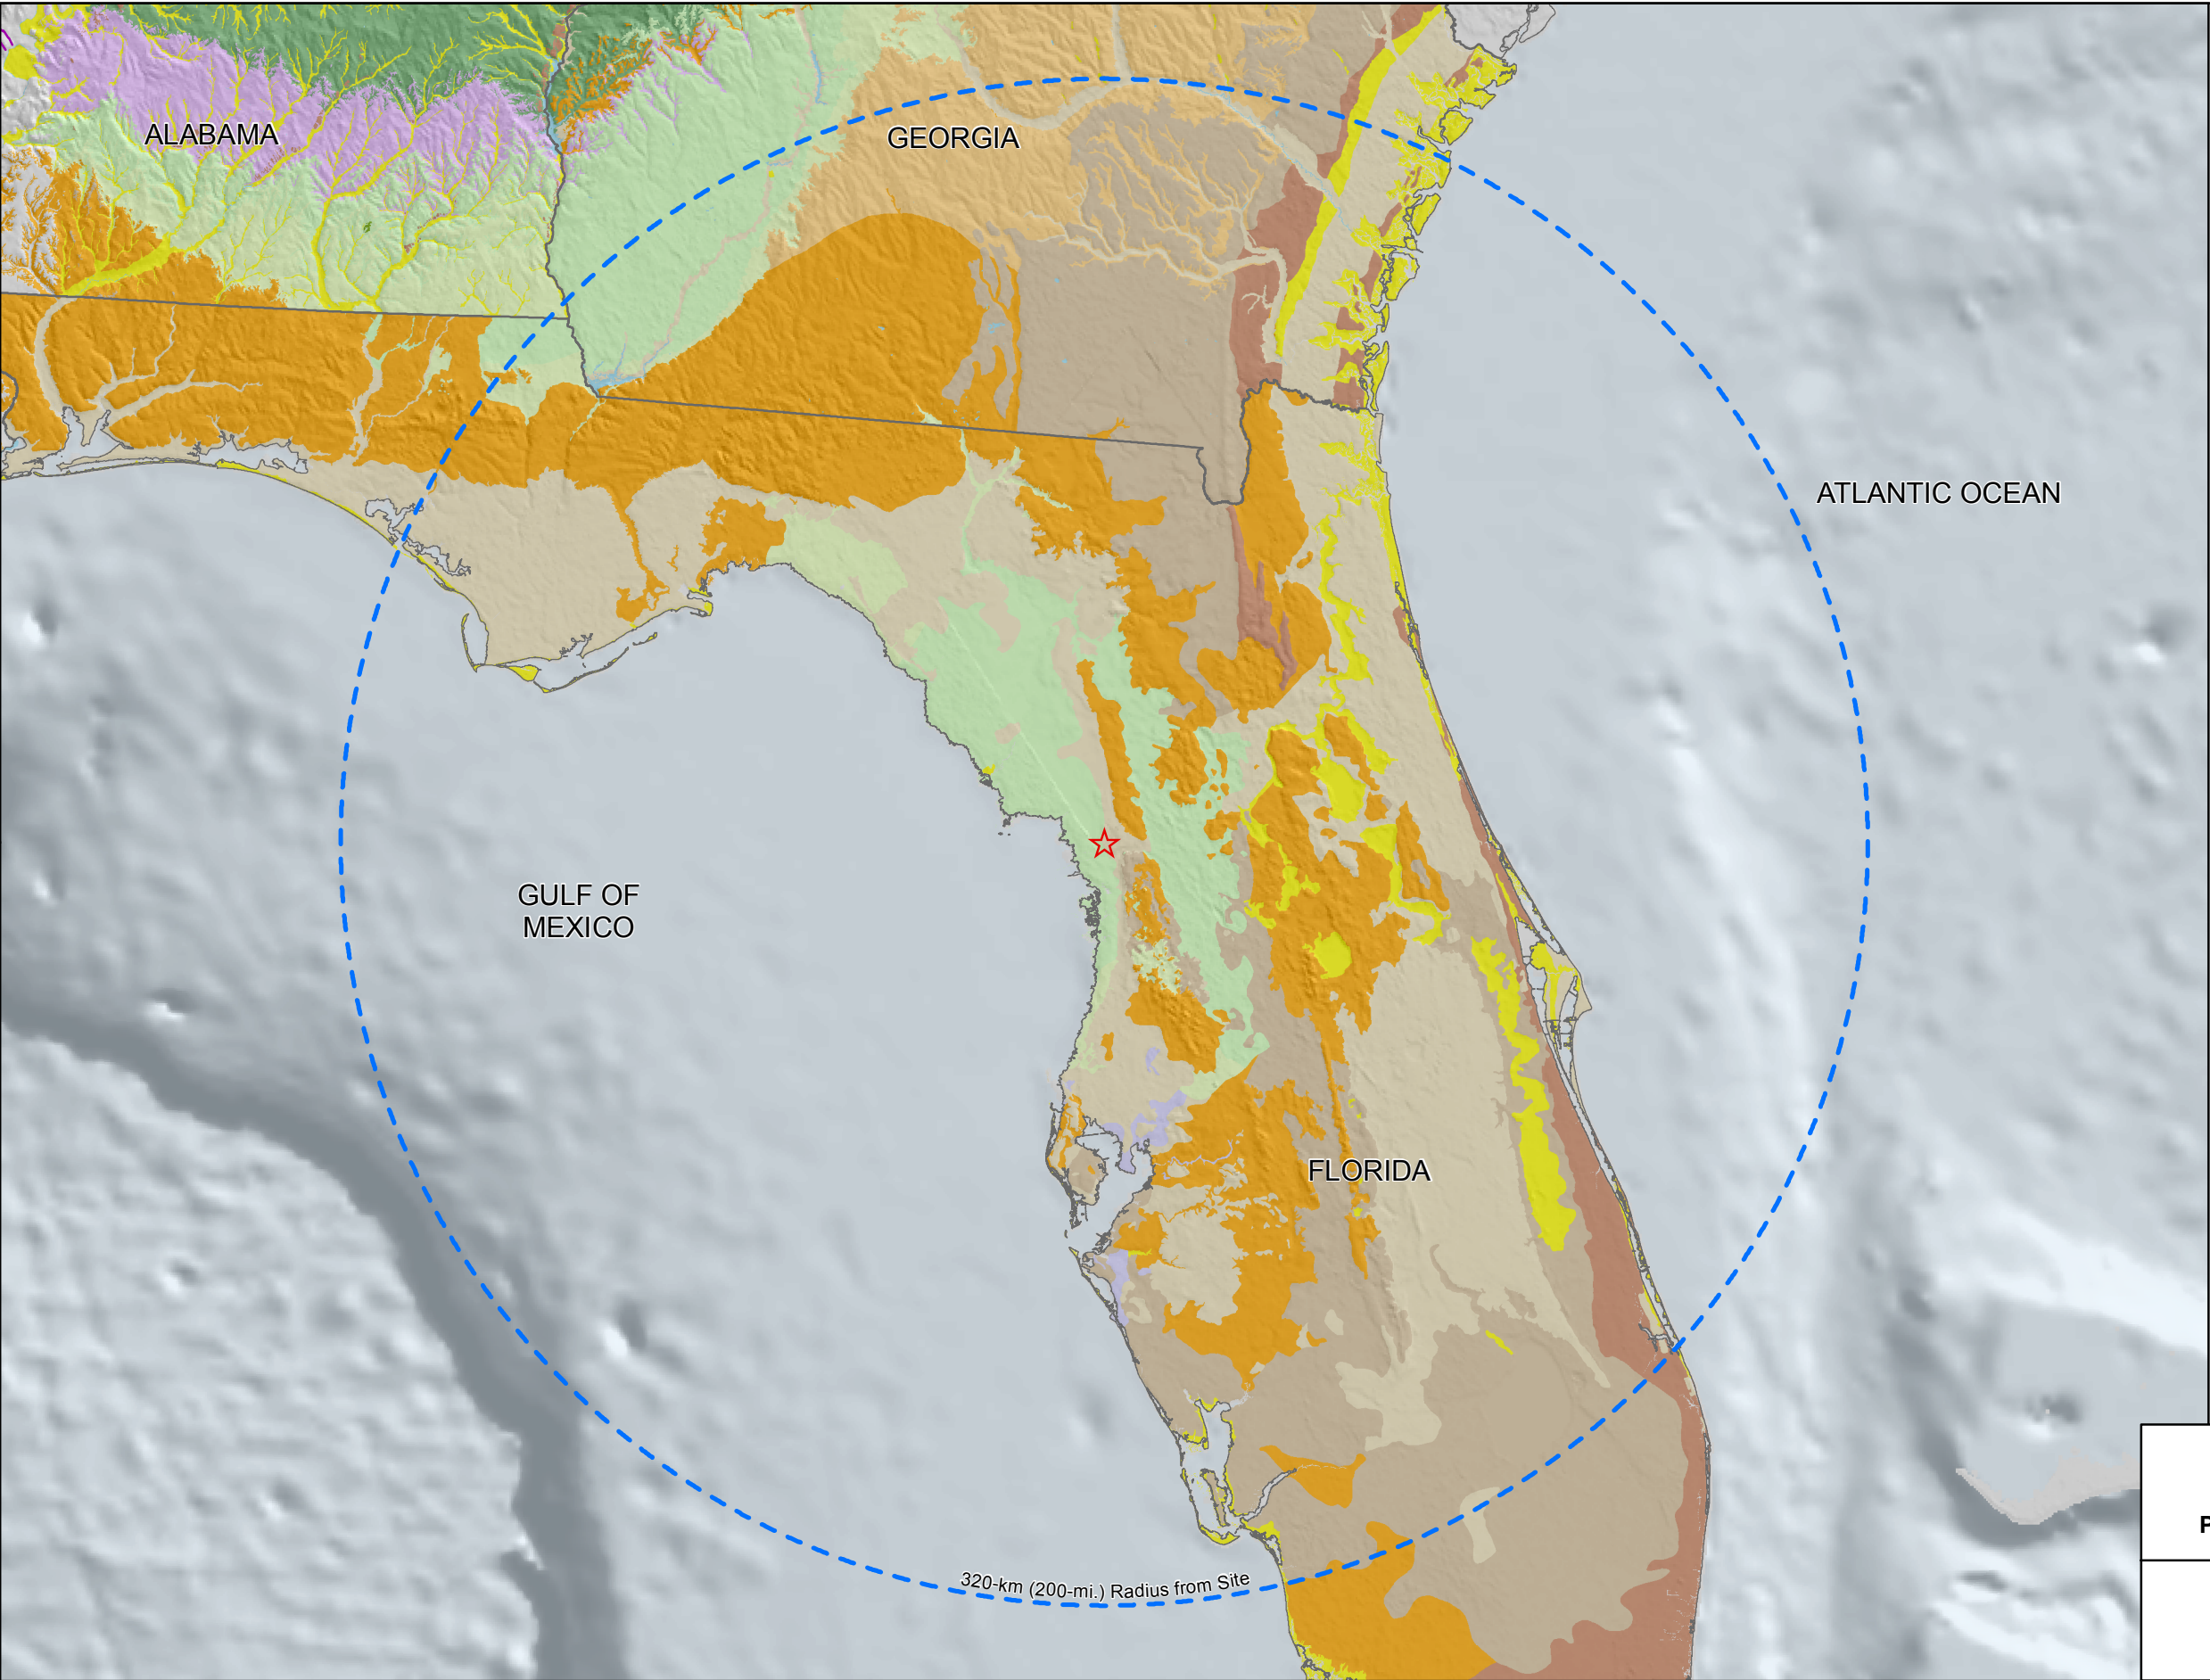 ALABAMA
GEORGIA
ATLANTIC OCEAN
GULF OF
MEXICO
FLORIDA
320-km (200-mi.) Radius from Site
P